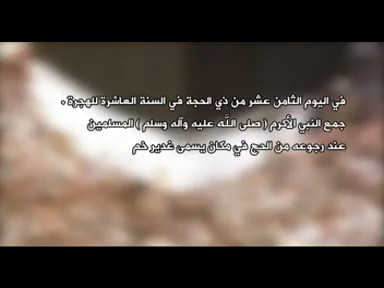 في اليوم الثامن عشر من ذي الحجة في السنة العاشرة للهجرة .
جمع النبي الأكرم ( صلى الله عليه وآله وسلم ) المسلمين
عند رجوعه من الحج في مكان يسمى غدير خم